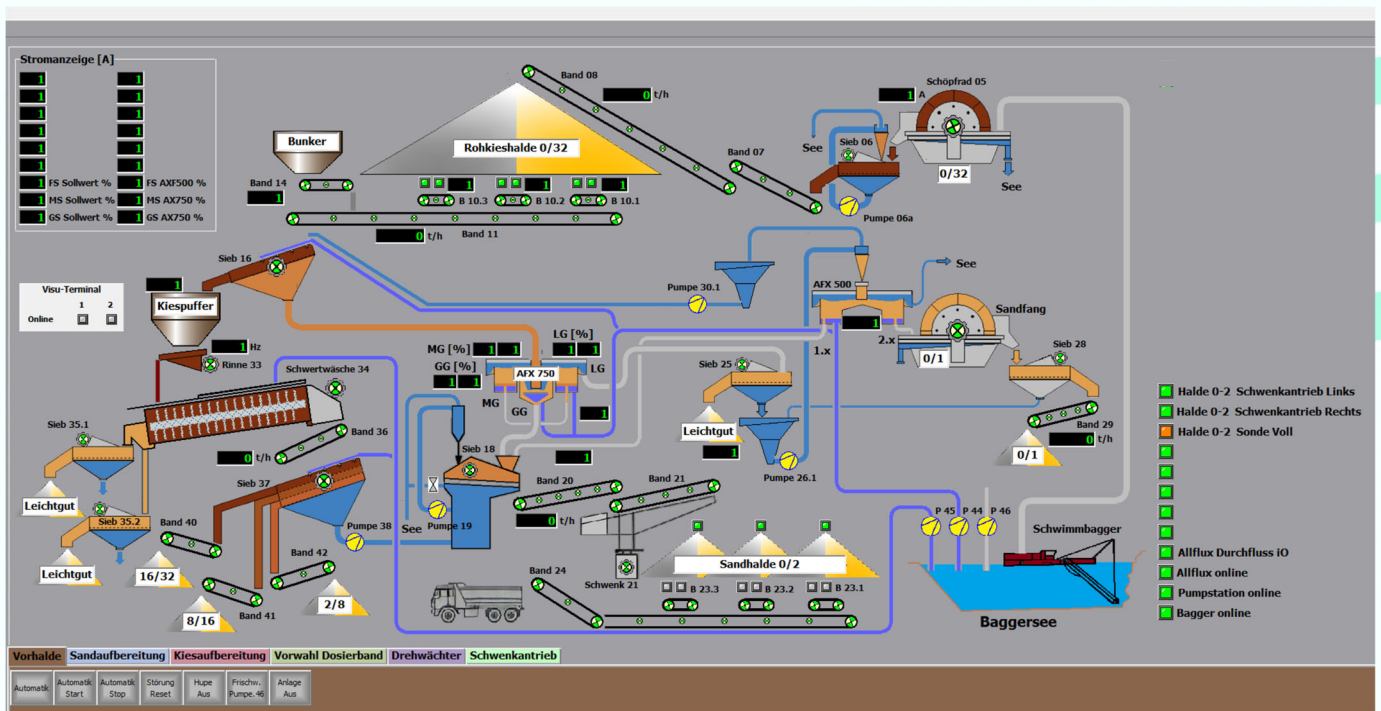 Stromanzeige [A]
1 1
1 1
1 1
1 1
1 1
1 1
1 FS Sollwert % 1 FS AXF500 %
1 MS Sollwert % 1 MS AX750 %
1 GS Sollwert % 1 GS AX750 %
Band 08
0 t/h
Rohkieshalde 0/32
Bunker
Band 14
1
1 1 1
B 10.3 B 10.2 B 10.1
0 t/h
Band 11
Band 07
1 A
Schöpfrad 05
See
Sieb 06
0/32
See
Pumpe 06a
Sieb 16
Visu-Terminal
1 2
Online
1
Kiespuffer
1 Hz
Rinne 33
Schwertwäsche 34
Pumpe 30.1
AFX 500
See
1
1.x
2.x
Sandfang
0/1
Sieb 28
MG [%] 1 1
LG [%]
1 1
GG [%]
1 1
AFX 750
LG
MG
GG
1
Sieb 25
Leichtgut
1
Pumpe 26.1
Band 29
0 t/h
0/1
Halde 0-2 Schwenkantrieb Links
Halde 0-2 Schwenkantrieb Rechts
Halde 0-2 Sonde Voll
Allflux Durchfluss iO
Allflux online
Pumpstation online
Bagger online
Sieb 35.1
Band 36
0 t/h
Leichtgut
Sieb 37
Sieb 35.2
Leichtgut
Band 40
16/32
Band 42
8/16
Band 41
2/8
Pumpe 38
Sieb 18
1
See
Pumpe 19
Band 20
0 t/h
Band 21
Schwenk 21
Sandhalde 0/2
B 23.3 B 23.2 B 23.1
Band 24
P 45 P 44 P 46
Schwimmbagger
Baggersee
Vorhalde Sandaufbereitung Kiesaufbereitung Vorwahl Dosierband Drehwächter Schwenkantrieb
Automatik
Automatik
Start
Automatik
Stop
Störung
Reset
Hupe
Aus
Frischw.
Pumpe.46
Anlage
Aus